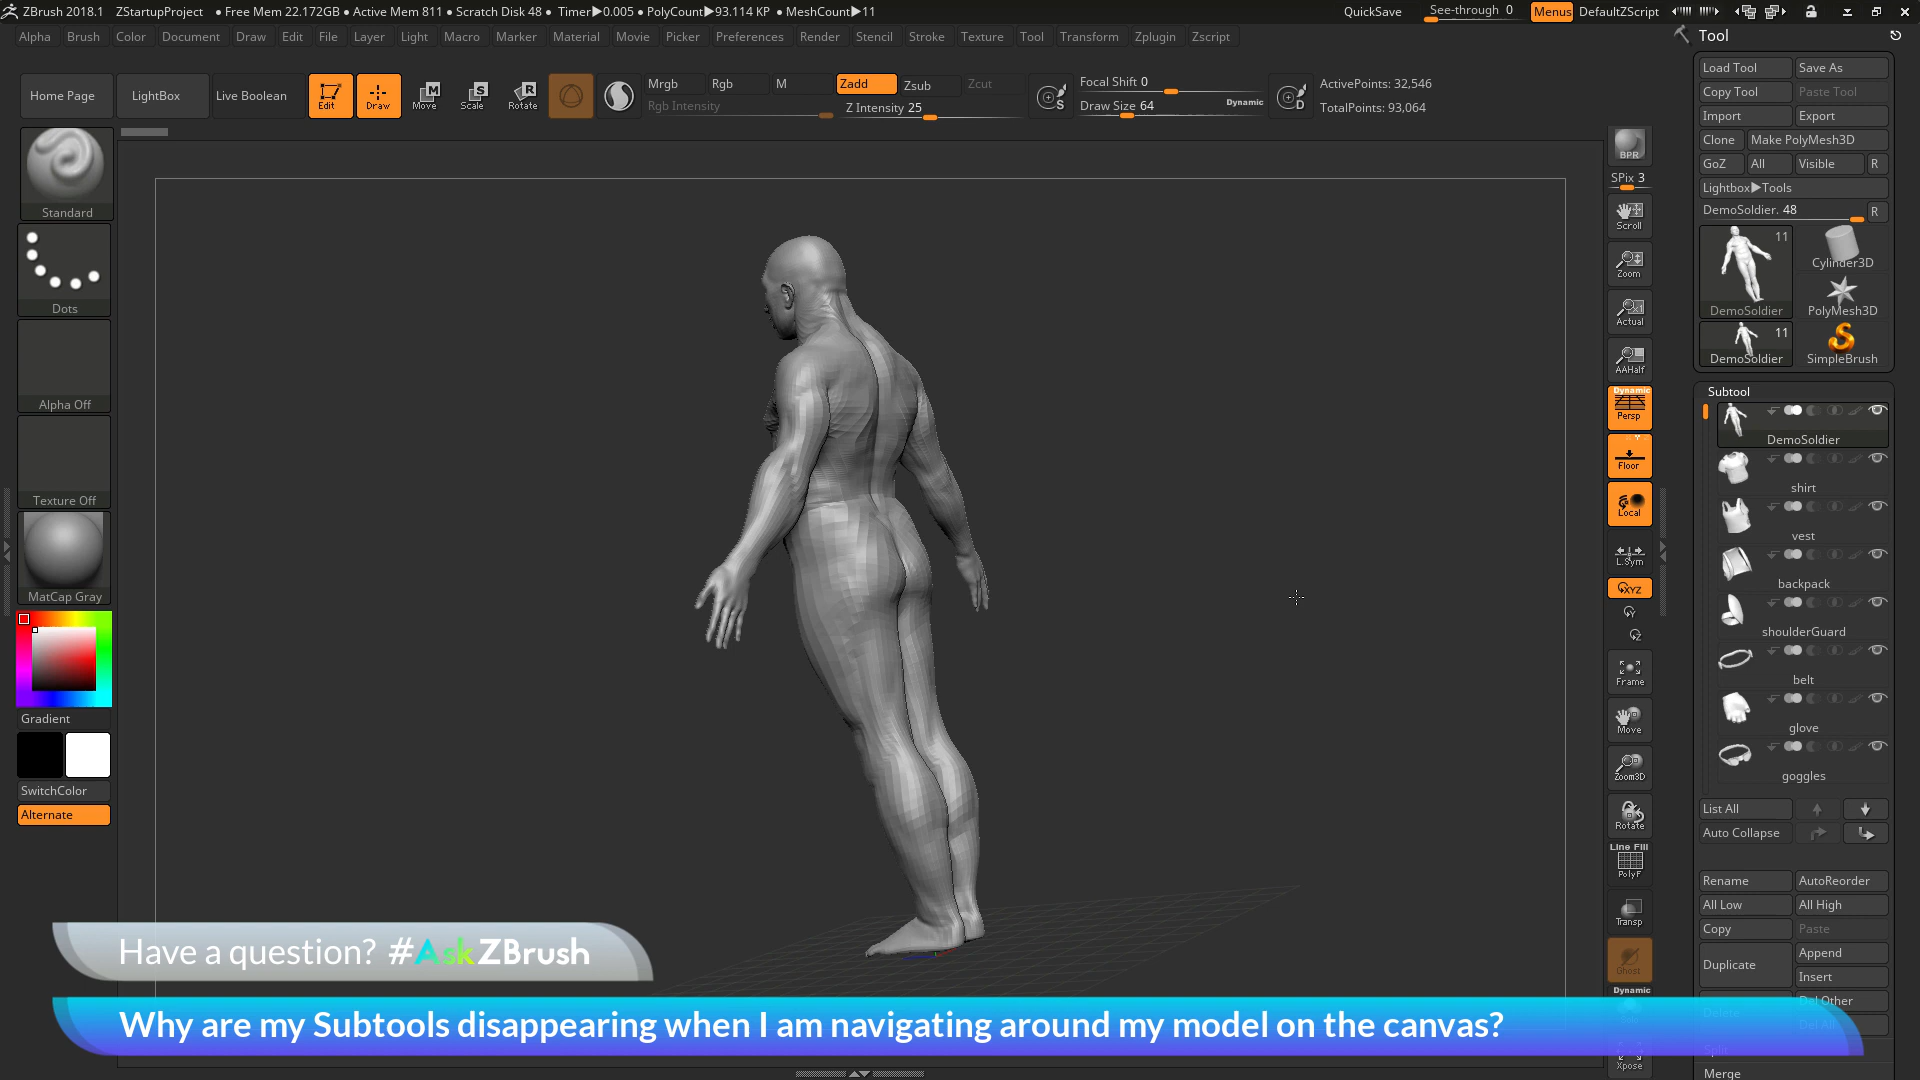 ZBrush 2018.1 ZStartupProject • Free Mem 22.172GB • Active Mem 811 • Scratch Disk 48 • Timer▶0.005 • PolyCount▶93.114 KP • MeshCount▶11 QuickSave See-through 0 Menus DefaultZScript
Alpha Brush Color Document Draw Edit File Layer Light Macro Marker Material Movie Picker Preferences Render Stencil Stroke Texture Tool Transform Zplugin Zscript
Tool
Load Tool Save As
Copy Tool Paste Tool
Import Export
Clone Make PolyMesh3D
GoZ All Visible R
Lightbox▶Tools
DemoSoldier. 48 R
11 Cylinder3D
DemoSoldier PolyMesh3D
11
DemoSoldier SimpleBrush
Home Page LightBox Live Boolean Edit Draw Move Scale Rotate
M S R
Mrgb Rgb M Zadd Zsub Zcut
Rgb Intensity Z Intensity 25
S Focal Shift 0
Draw Size 64 Dynamic
D ActivePoints: 32,546
TotalPoints: 93,064
Standard
Dots
Alpha Off
Texture Off
MatCap Gray
Gradient
SwitchColor
Alternate
BPR
SPix 3
Scroll
Zoom
Actual
AAHalf
Dynamic
Persp
Floor
Local
L.Sym
XYZ
Y
Z
Frame
Move
Zoom3D
Rotate
Line Fill
PolyF
Transp
Ghost
Dynamic
Xpose
Subtool
DemoSoldier
shirt
vest
backpack
shoulderGuard
belt
glove
goggles
List All
Auto Collapse
Rename AutoReorder
All Low All High
Copy Paste
Duplicate Append
Insert
Delete Del Other
Del All
Split
Merge
Have a question? #AskZBrush
Why are my Subtools disappearing when I am navigating around my model on the canvas?